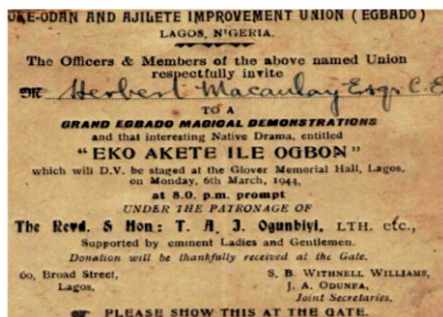 OKE-ODAN AND AJILETE IMPROVEMENT UNION (EGBADO)
LAGOS, NIGERIA.
The Officers & Members of the above named Union
respectfully invite
Herbert Macaulay Esqr C.E
TO A
GRAND EGBADO MAGICAL DEMONSTRATIONS
and that interesting Native Drama, entitled
"EKO AKETE ILE OGBON"
which will D.V. be staged at the Glover Memorial Hall, Lagos,
on Monday, 6th March, 1944,
at 8.0. p.m. prompt
UNDER THE PATRONAGE OF
The Revd. & Hon: T. A. J. Ogunbiyi, LTH. etc.,
Supported by eminent Ladies and Gentlemen.
Donation will be thankfully received at the Gate.
60, Broad Street, S. B. WITHNELL WILLIAMS,
Lagos. J. A. ODUNFA,
Joint Secretaries.
PLEASE SHOW THIS AT THE GATE.